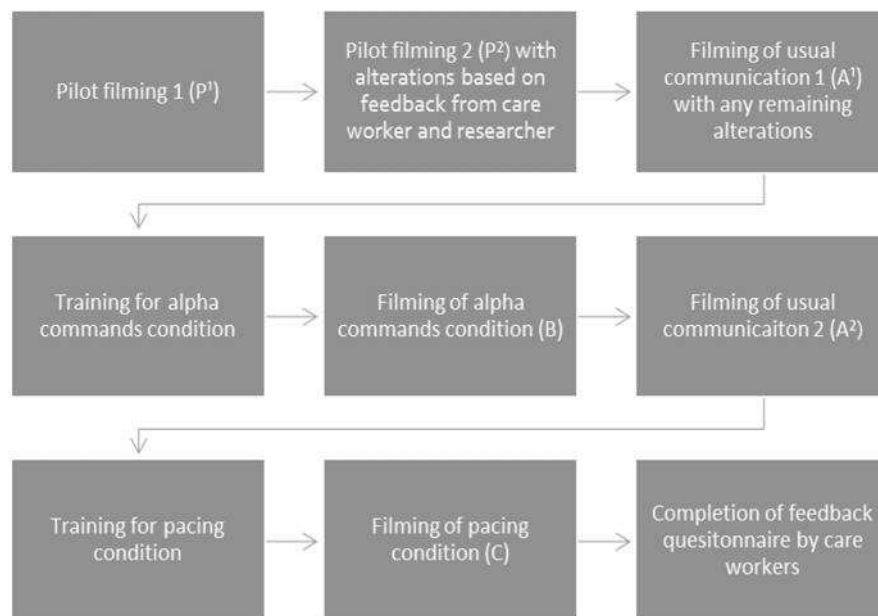 Pilot filming 1 (P¹)
Pilot filming 2 (P²) with
alterations based on
feedback from care
worker and researcher
Filming of usual
communication 1 (A¹)
with any remaining
alterations
Training for alpha
commands condition
Filming of alpha
commands condition (B)
Filming of usual
communicaiton 2 (A²)
Training for pacing
condition
Filming of pacing
condition (C)
Completion of feedback
quesitonnaire by care
workers